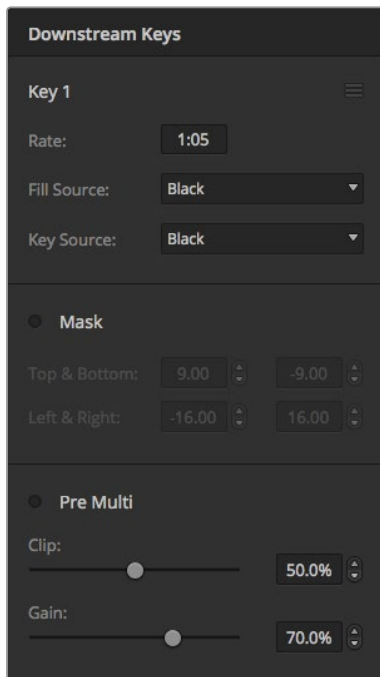 Downstream Keys
Key 1
Rate: 1:05
Fill Source: Black
Key Source: Black
Mask
Top & Bottom: 9.00 -9.00
Left & Right: -16.00 16.00
Pre Multi
Clip:
50.0%
Gain:
70.0%